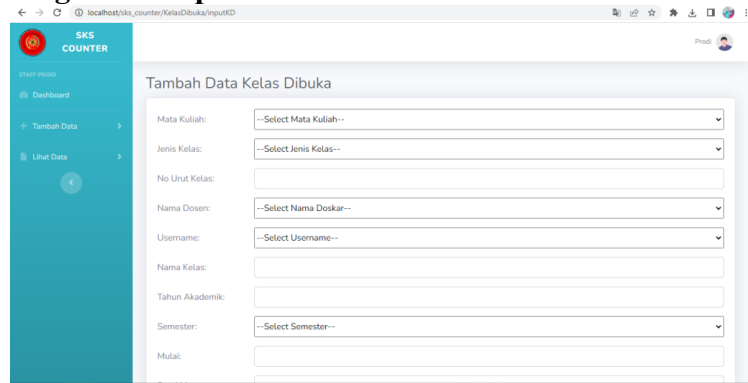 localhost/sks_counter/KelasDibuka/inputKD
SKS
COUNTER
Prodi
STAFF PRODI
Dashboard
Tambah Data
Lihat Data
Tambah Data Kelas Dibuka
Mata Kuliah: --Select Mata Kuliah--
Jenis Kelas: --Select Jenis Kelas--
No Urut Kelas:
Nama Dosen: --Select Nama Doskar--
Username: --Select Username--
Nama Kelas:
Tahun Akademik:
Semester: --Select Semester--
Mulai: